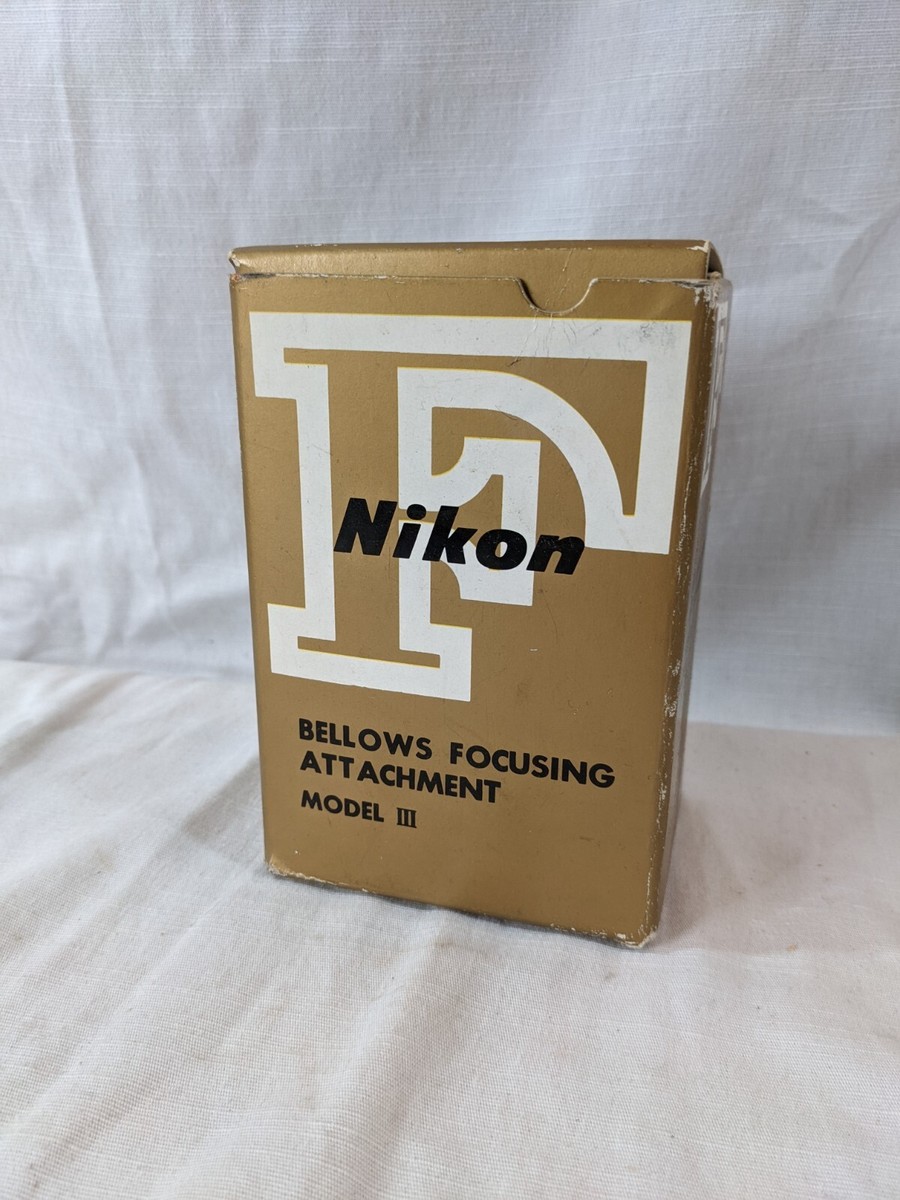 F
Nikon
BELLOWS FOCUSING
ATTACHMENT
MODEL III